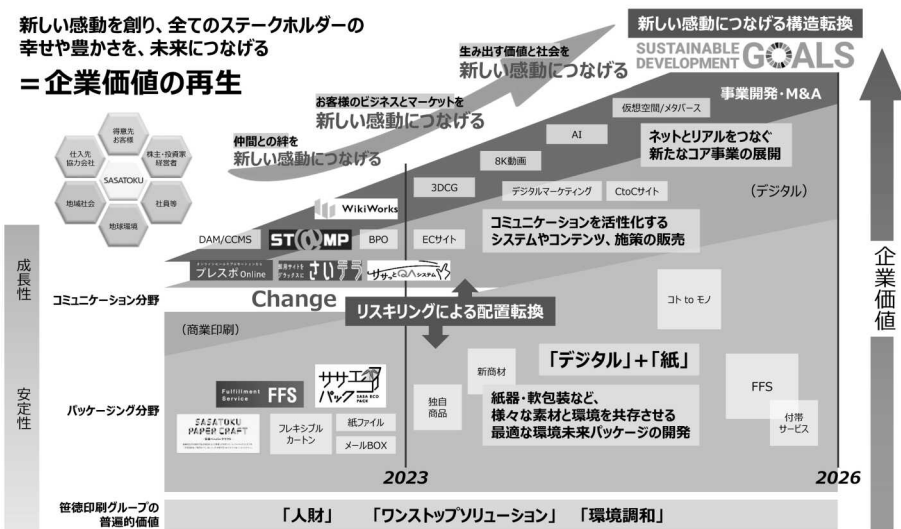 新しい感動を創り、全てのステークホルダーの
幸せや豊かさを、未来につなげる
=企業価値の再生
新しい感動につなげる構造転換
SUSTAINABLE
DEVELOPMENT
GOALS
生み出す価値と社会を
新しい感動につなげる
お客様のビジネスとマーケットを
新しい感動につなげる
仲間との絆を
新しい感動につなげる
得意先
お客様
仕入先
協力会社
株主・投資家
経営者
SASATOKU
地域社会
社員等
地球環境
事業開発・M&A
仮想空間/メタバース
AI
8K動画
3DCG
ネットとリアルをつなぐ
新たなコア事業の展開
デジタルマーケティング
CtoCサイト
(デジタル)
WikiWorks
DAM/CCMS
ST@MP
BPO
ECサイト
コミュニケーションを活性化する
システムやコンテンツ、施策の販売
プレスポ Online
さいテラ
ササっとQAシステム
成長性
コミュニケーション分野
Change
リスキリングによる配置転換
コト to モノ
企業価値
(商業印刷)
安定性
パッケージング分野
Fulfillment
Service
FFS
ササエコ
パック
SASA ECO
PACK
SASATOKU
PAPER CRAFT
フレキシブル
カートン
紙ファイル
メールBOX
独自
商品
新商材
「デジタル」+「紙」
紙器・軟包装など、
様々な素材と環境を共存させる
最適な環境未来パッケージの開発
FFS
付帯
サービス
2023
2026
笹徳印刷グループの
普遍的価値
「人財」 「ワンストップソリューション」 「環境調和」